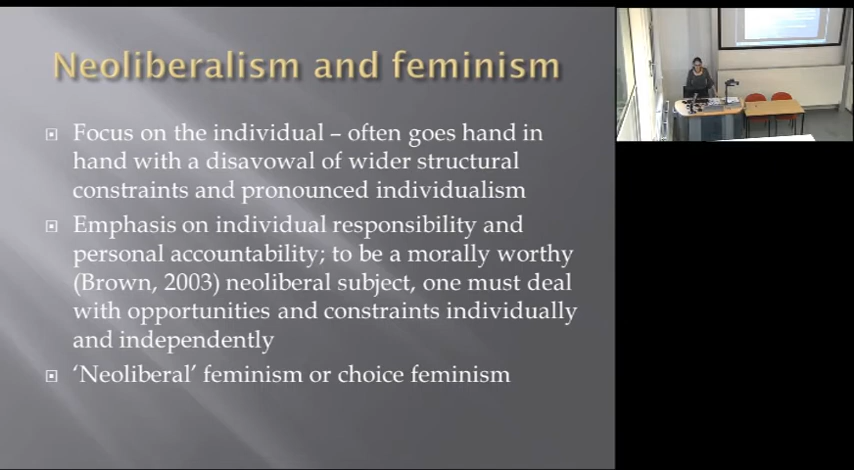 Neoliberalism and feminism
Focus on the individual – often goes hand in
hand with a disavowal of wider structural
constraints and pronounced individualism
Emphasis on individual responsibility and
personal accountability; to be a morally worthy
(Brown, 2003) neoliberal subject, one must deal
with opportunities and constraints individually
and independently
‘Neoliberal’ feminism or choice feminism